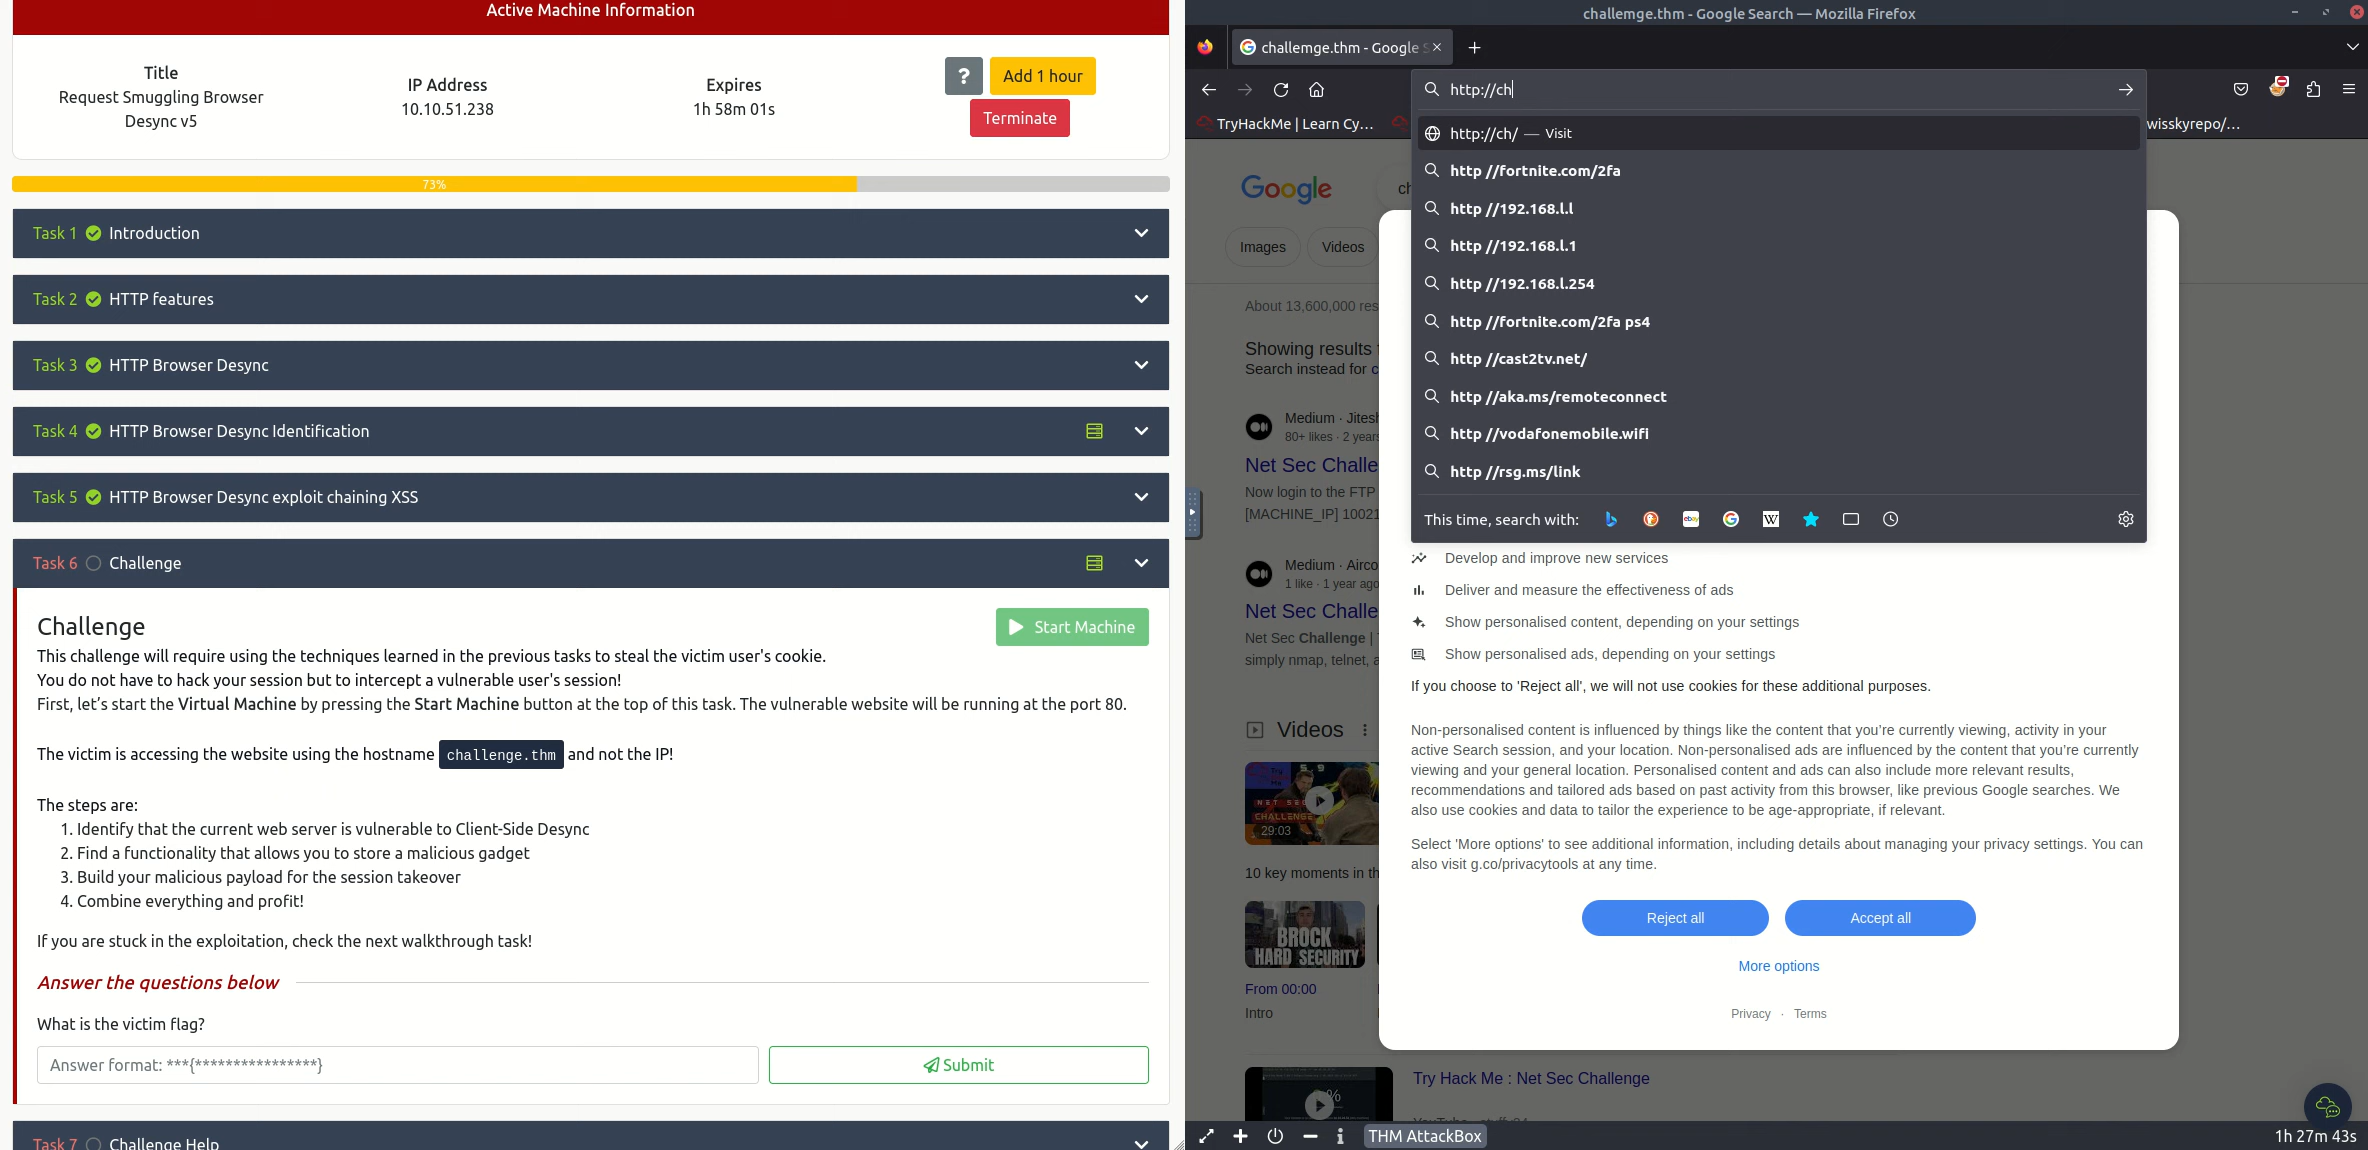 Active Machine Information
Title
Request Smuggling Browser
Desync v5
IP Address
10.10.51.238
Expires
1h 58m 01s
?
Add 1 hour
Terminate
73%
Task 1 Introduction
Task 2 HTTP features
Task 3 HTTP Browser Desync
Task 4 HTTP Browser Desync Identification
Task 5 HTTP Browser Desync exploit chaining XSS
Task 6 Challenge
Challenge
Start Machine
This challenge will require using the techniques learned in the previous tasks to steal the victim user's cookie.
You do not have to hack your session but to intercept a vulnerable user's session!
First, let’s start the Virtual Machine by pressing the Start Machine button at the top of this task. The vulnerable website will be running at the port 80.
The victim is accessing the website using the hostname challenge.thm and not the IP!
The steps are:
1. Identify that the current web server is vulnerable to Client-Side Desync
2. Find a functionality that allows you to store a malicious gadget
3. Build your malicious payload for the session takeover
4. Combine everything and profit!
If you are stuck in the exploitation, check the next walkthrough task!
Answer the questions below
What is the victim flag?
Answer format: ***{****************}
Submit
Task 7 Challenge Help
challemge.thm - Google Search — Mozilla Firefox
challemge.thm - Google S
http://ch
TryHackMe | Learn Cy…
wisskyrepo/…
http://ch/ — Visit
http //fortnite.com/2fa
http //192.168.l.l
http //192.168.l.1
http //192.168.l.254
http //fortnite.com/2fa ps4
http //cast2tv.net/
http //aka.ms/remoteconnect
http //vodafonemobile.wifi
http //rsg.ms/link
This time, search with:
Google
ch
Images
Videos
About 13,600,000 res
Showing results
Search instead for c
Medium · Jitesh
80+ likes · 2 years
Net Sec Challe
Now login to the FTP
[MACHINE_IP] 10021
Medium · Airco
1 like · 1 year ago
Net Sec Challe
Net Sec Challenge |
simply nmap, telnet, a
Videos
NET SEC
CHALLENGE
29:03
10 key moments in th
BROCK
HARD SECURITY
From 00:00
Intro
Develop and improve new services
Deliver and measure the effectiveness of ads
Show personalised content, depending on your settings
Show personalised ads, depending on your settings
If you choose to 'Reject all', we will not use cookies for these additional purposes.
Non-personalised content is influenced by things like the content that you’re currently viewing, activity in your
active Search session, and your location. Non-personalised ads are influenced by the content that you’re currently
viewing and your general location. Personalised content and ads can also include more relevant results,
recommendations and tailored ads based on past activity from this browser, like previous Google searches. We
also use cookies and data to tailor the experience to be age-appropriate, if relevant.
Select 'More options' to see additional information, including details about managing your privacy settings. You can
also visit g.co/privacytools at any time.
Reject all
Accept all
More options
Privacy · Terms
Try Hack Me : Net Sec Challenge
THM AttackBox
1h 27m 43s